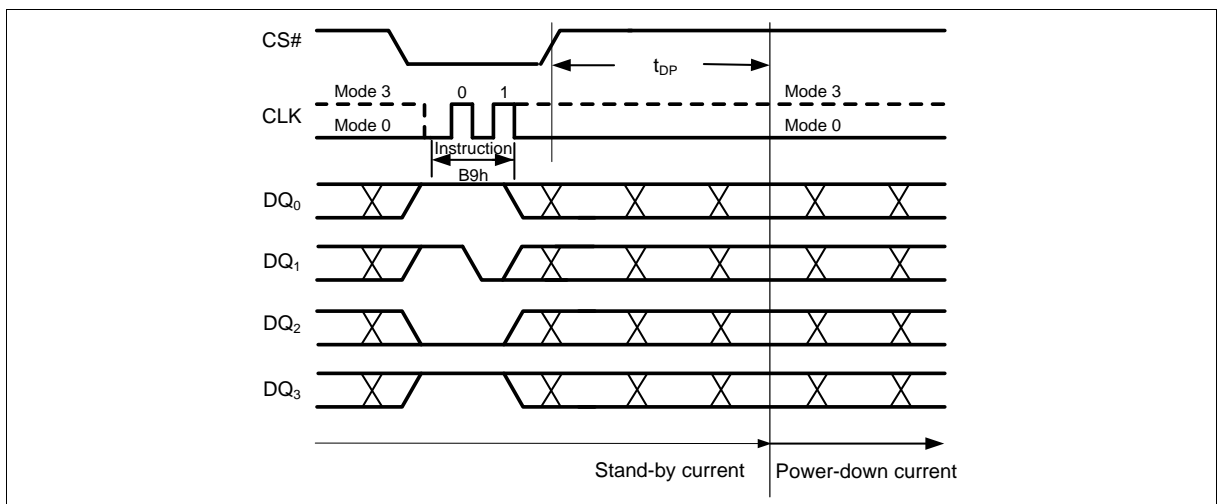 CS#
tDP
Mode 3 0 1 Mode 3
CLK
Mode 0 Mode 0
Instruction
B9h
DQ0
DQ1
DQ2
DQ3
Stand-by current Power-down current